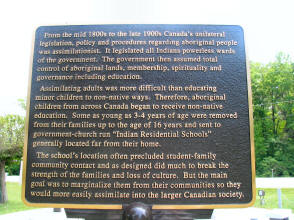 From the mid 1800s to the late 1900s Canada's unilateral
legislation, policy and procedures regarding aboriginal people
was assimilationist. It legislated all Indians powerless wards
of the government. The government then assumed total
control of aboriginal lands, membership, spirituality and
governance including education.
Assimilating adults was more difficult than educating
minor children to non-native ways. Therefore, aboriginal
children from across Canada began to receive non-native
education. Some as young as 3-4 years of age were removed
from their families up to the age of 16 years and sent to
government-church run "Indian Residential Schools"
generally located far from their home.
The school's location often precluded student-family
community contact and as designed did much to break the
strength of the families and loss of culture. But the main
goal was to marginalize them from their communities so they
would more easily assimilate into the larger Canadian society.